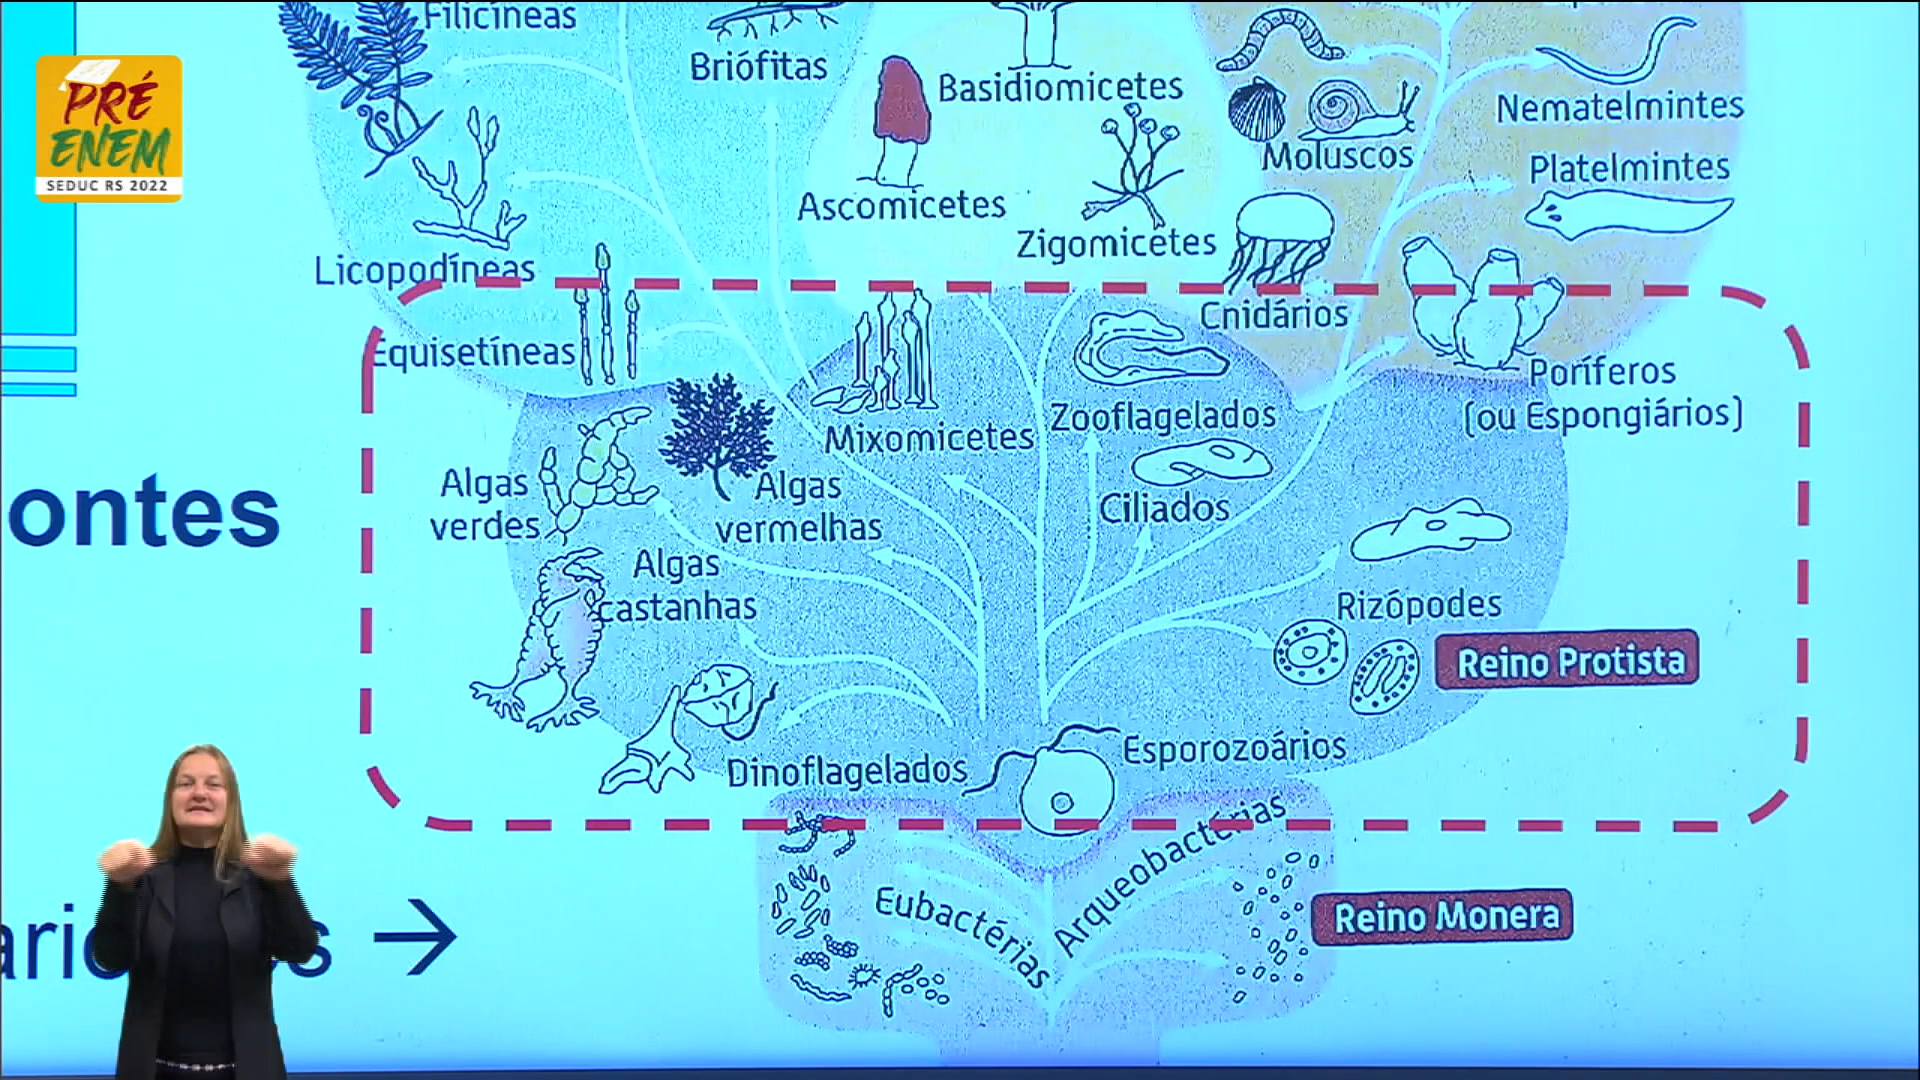 PRÉ
ENEM
SEDUC RS 2022
Filicíneas
Briófitas
Basidiomicetes
Nematelmintes
Moluscos
Platelmintes
Ascomicetes
Zigomicetes
Licopodíneas
Cnidários
Equisetíneas
Poríferos
(ou Espongiários)
Zooflagelados
Mixomicetes
Algas
verdes
Algas
vermelhas
Ciliados
ontes
Algas
castanhas
Rizópodes
Reino Protista
Esporozoários
Dinoflagelados
Arqueobactérias
Eubactérias
Reino Monera
→